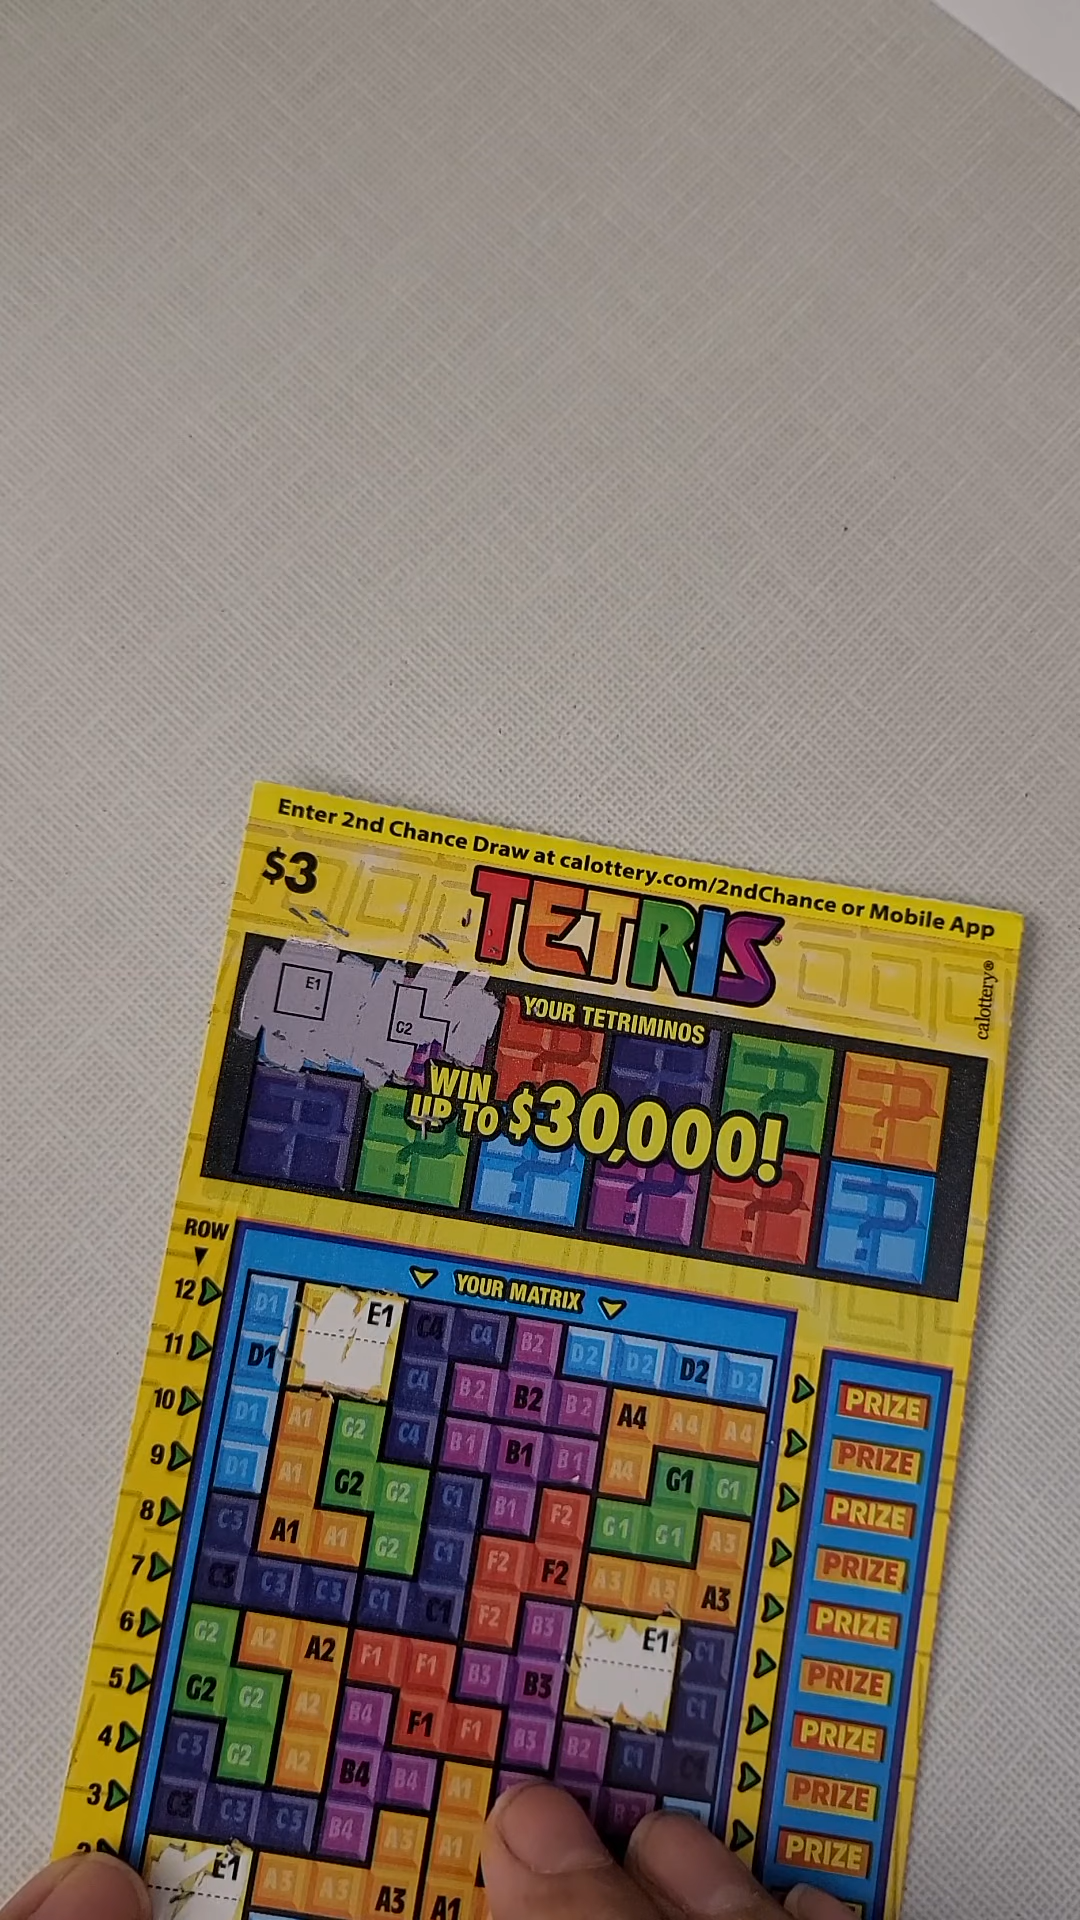 Enter 2nd Chance Draw at calottery.com/2ndChance or Mobile App
$3
TETRIS
calottery®
YOUR TETRIMINOS
E1
G2
WIN
UP TO $30,000!
ROW
YOUR MATRIX
12 D1 E1 C4 C4 B2 D2 D2 D2 D2
11 D1 C4 B2 B2 B2 A4 A4 A4 PRIZE
10 D1 A1 G2 C4 B1 B1 B1 A4 G1 G1 PRIZE
9 D1 A1 G2 G2 C1 B1 F2 G1 G1 A3 PRIZE
8 C3 A1 A1 G2 C1 F2 F2 A3 A3 A3 PRIZE
7 C3 C3 C3 C1 C1 F2 B3 E1 C1 PRIZE
6 G2 A2 A2 F1 F1 B3 B3 C1 PRIZE
5 G2 G2 A2 B4 F1 F1 B3 B2 C1 PRIZE
4 C3 G2 A2 B4 B4 A1 PRIZE
3 C3 C3 C3 B4 A3 A1 PRIZE
E1 A3 A3 A3 A1 PRIZE